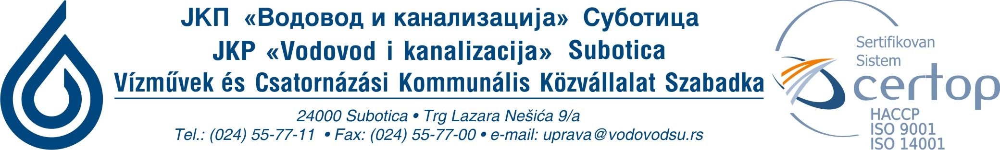 ЈКП «Водовод и канализација» Суботица
JKP «Vodovod i kanalizacija» Subotica
Vízművek és Csatornázási Kommunális Közvállalat Szabadka
24000 Subotica • Trg Lazara Nešića 9/a
Tel.: (024) 55-77-11 • Fax: (024) 55-77-00 • e-mail: uprava@vodovodsu.rs
Sertifikovan
Sistem
certop
HACCP
ISO 9001
ISO 14001